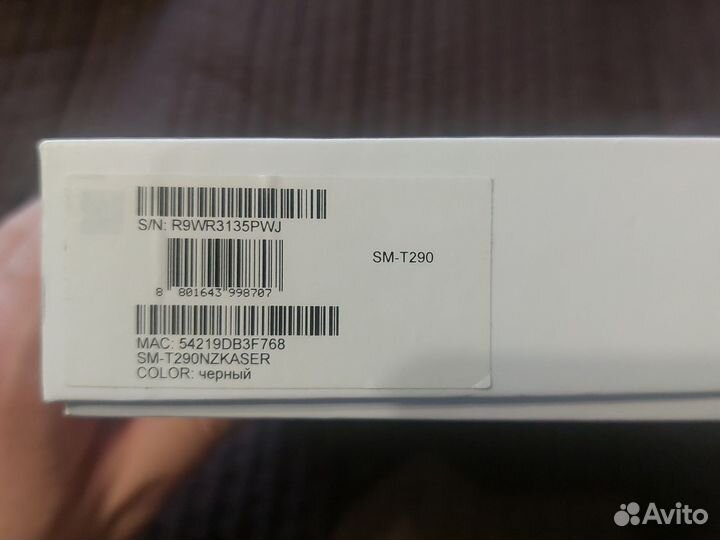 S/N: R9WR3135PWJ
SM-T290
8 801643 998707
MAC: 54219DB3F768
SM-T290NZKASER
COLOR: черный
Avito